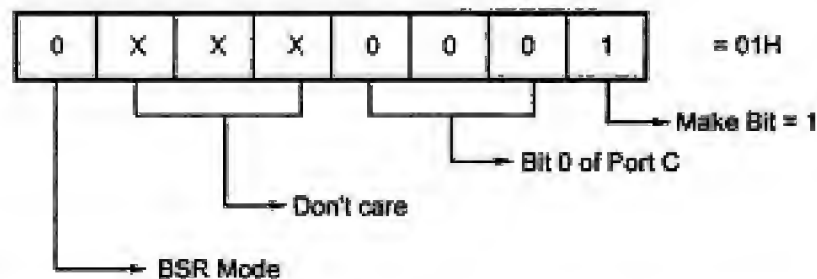 0 X X X 0 0 0 1 = 01H
Make Bit = 1
Bit 0 of Port C
Don't care
BSR Mode